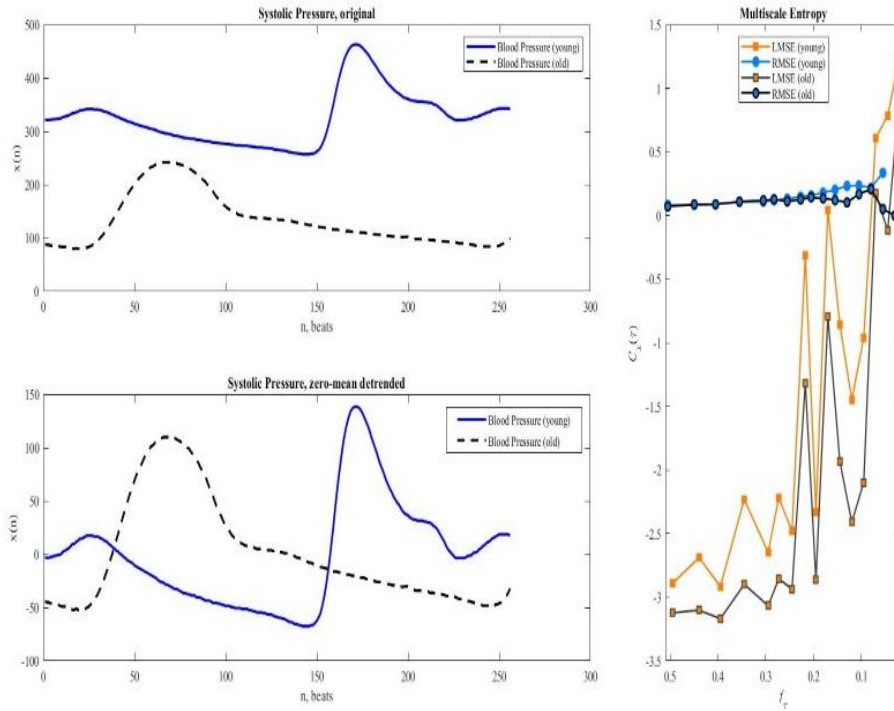 Systolic Pressure, original
500
400
300
200
100
0
x(n)
Blood Pressure (young)
Blood Pressure (old)
0
50
100
150
200
250
300
n, beats
Systolic Pressure, zero-mean detrended
150
100
50
0
-50
-100
x(n)
Blood Pressure (young)
Blood Pressure (old)
0
50
100
150
200
250
300
n, beats
Multiscale Entropy
1.5
1
0.5
0
-0.5
-1
-1.5
-2
-2.5
-3
-3.5
C_x(τ)
LMSE (young)
RMSE (young)
LMSE (old)
RMSE (old)
0.5
0.4
0.3
0.2
0.1
f_τ